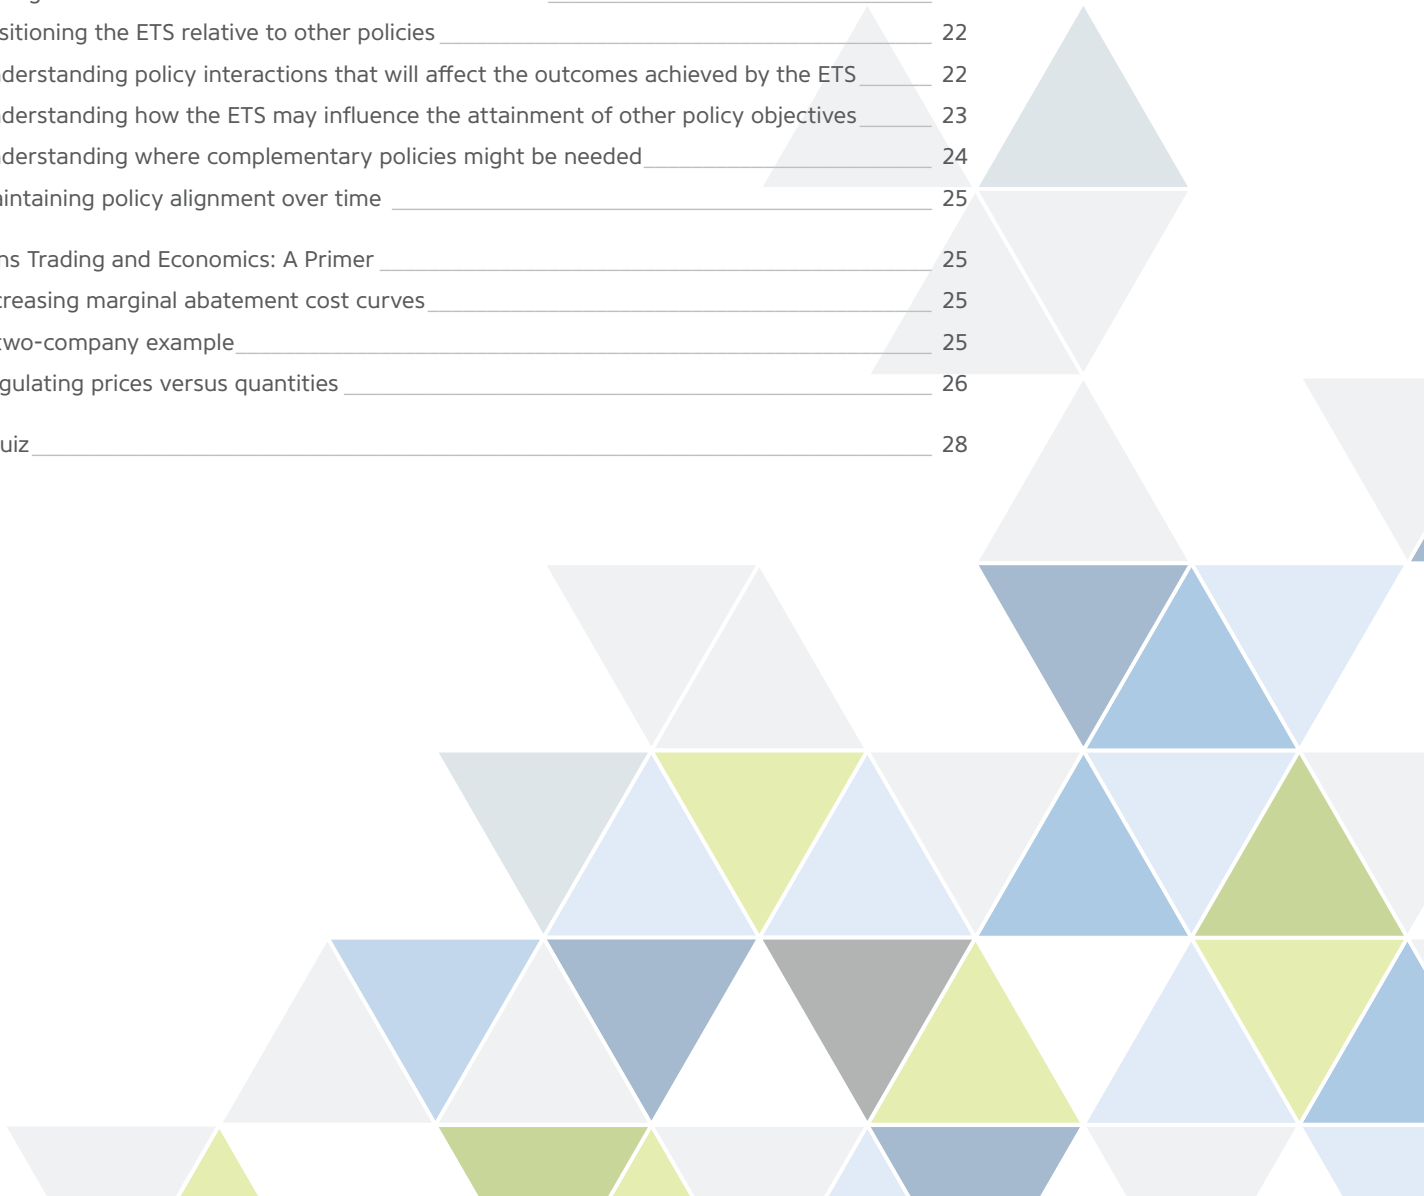 sitioning the ETS relative to other policies 22
derstanding policy interactions that will affect the outcomes achieved by the ETS 22
derstanding how the ETS may influence the attainment of other policy objectives 23
derstanding where complementary policies might be needed 24
intaining policy alignment over time 25
ns Trading and Economics: A Primer 25
creasing marginal abatement cost curves 25
two-company example 25
gulating prices versus quantities 26
uiz 28